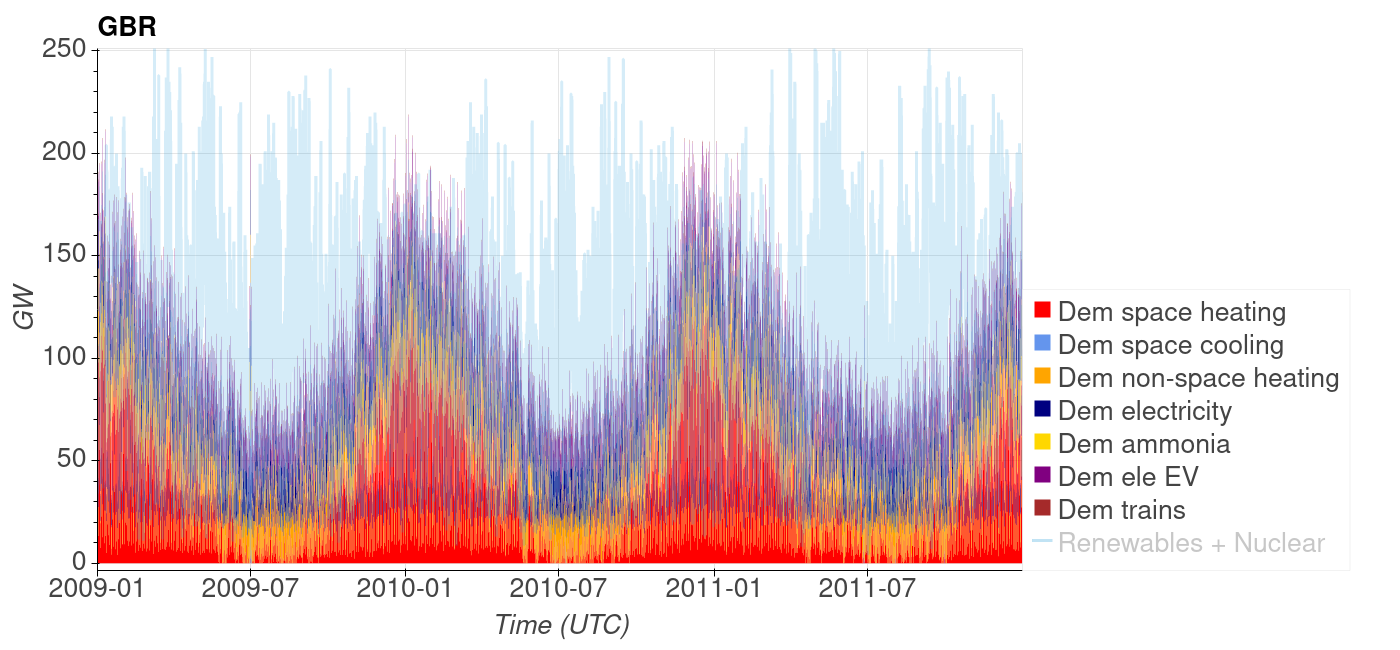 GBR
250
200
150
100
50
0
GW
2009-01 2009-07 2010-01 2010-07 2011-01 2011-07
Time (UTC)
Dem space heating
Dem space cooling
Dem non-space heating
Dem electricity
Dem ammonia
Dem ele EV
Dem trains
Renewables + Nuclear